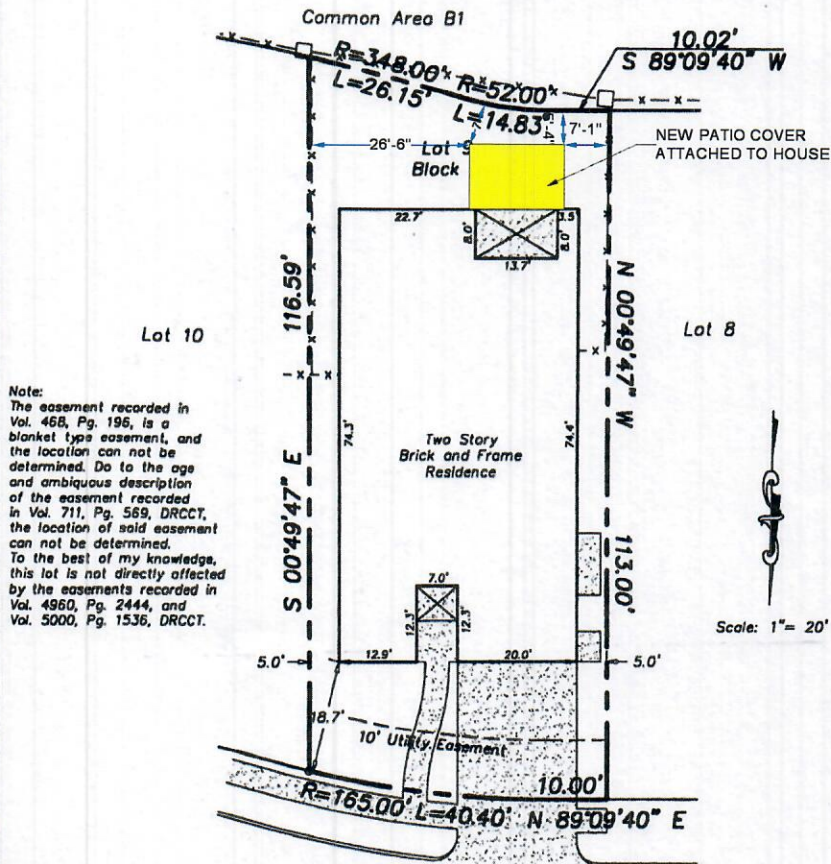 Common Area B1
10.02'
S 89°09'40" W
R=348.00'
L=26.15'
R=52.00'
L=14.83'
5'-4"
7'-1"
26'-6"
Lot 9
Block
NEW PATIO COVER
ATTACHED TO HOUSE
22.7'
3.5
8.0'
8.0'
13.7'
116.59'
N 00°49'47" W
Lot 10
Lot 8
Note:
The easement recorded in
Vol. 468, Pg. 196, is a
blanket type easement, and
the location can not be
determined. Do to the age
and ambiquous description
of the easement recorded
in Vol. 711, Pg. 569, DRCCT,
the location of said easement
can not be determined.
To the best of my knowledge,
this lot is not directly affected
by the easements recorded in
Vol. 4960, Pg. 2444, and
Vol. 5000, Pg. 1536, DRCCT.
74.3'
Two Story
Brick and Frame
Residence
74.4'
S 00°49'47" E
113.00'
7.0'
12.3'
12.3'
Scale: 1"= 20'
5.0'
12.9'
20.0'
5.0'
18.7'
10' Utility Easement
10.00'
R=165.00' L=40.40' N 89°09'40" E